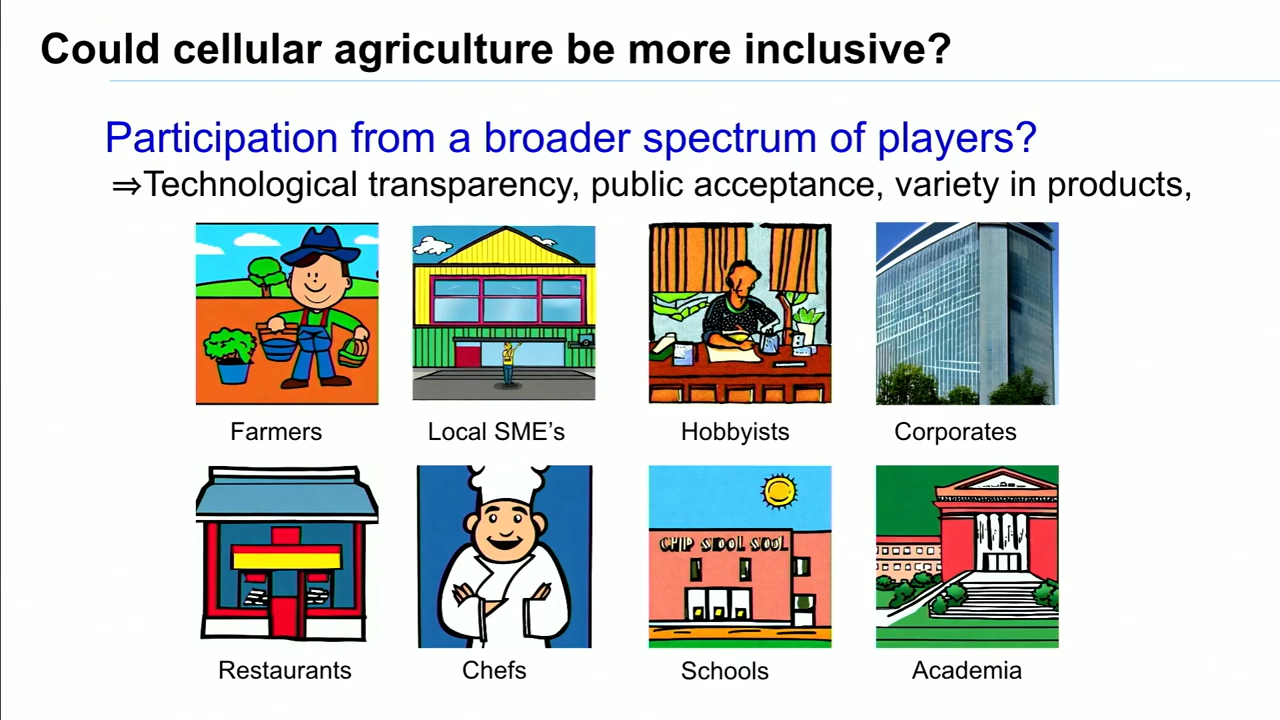 Could cellular agriculture be more inclusive?
Participation from a broader spectrum of players?
⇒Technological transparency, public acceptance, variety in products,
Farmers
Local SME's
Hobbyists
Corporates
CHIP SDOOL SOOL
Restaurants
Chefs
Schools
Academia